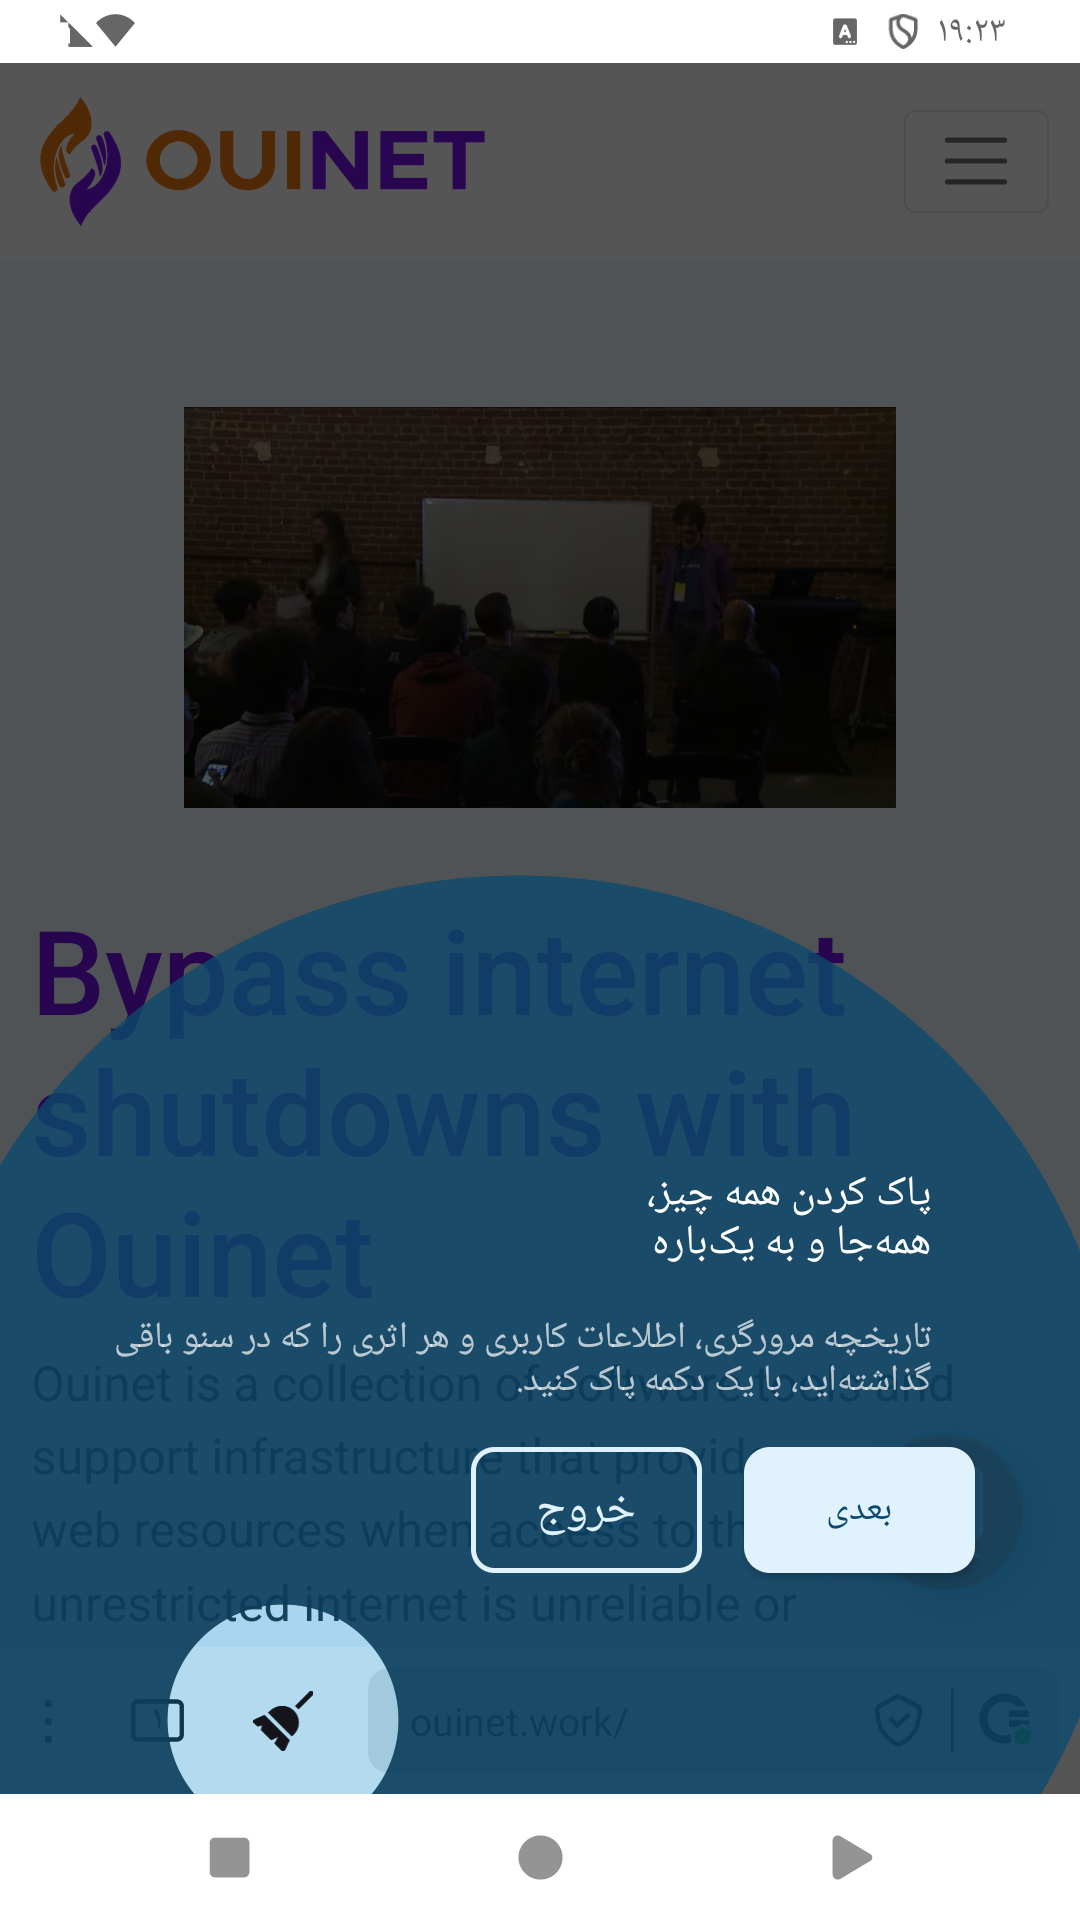 ۱۹:۲۳
OUINET
Bypass internet
shutdowns with
Ouinet
پاک کردن همه چیز،
همه‌جا و به یک‌باره
تاریخچه مرورگری، اطلاعات کاربری و هر اثری را که در سنو باقی
گذاشته‌اید، با یک دکمه پاک کنید.
Ouinet is a collection of software tools and
support infrastructure that provide
web resources when access to the
unrestricted internet is unreliable or
بعدی
خروج
۱
ouinet.work/